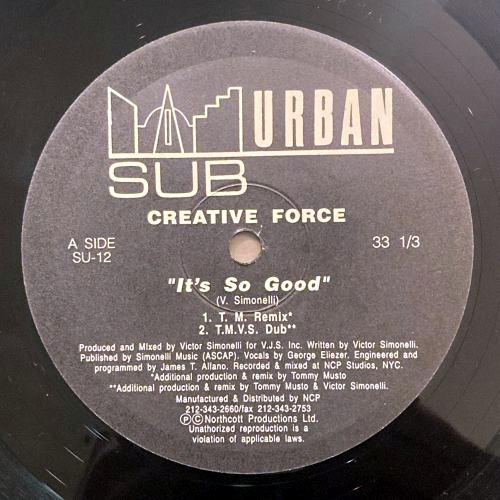 URBAN
SUB
CREATIVE FORCE
A SIDE
SU-12
33 1/3
"It's So Good"
(V. Simonelli)
1. T. M. Remix*
2. T.M.V.S. Dub**
Produced and Mixed by Victor Simonelli for V.J.S. Inc. Written by Victor Simonelli.
Published by Simonelli Music (ASCAP). Vocals by George Eliezer. Engineered and
programmed by James T. Alfano. Recorded & mixed at NCP Studios, NYC.
*Additional production & remix by Tommy Musto
**Additional production & remix by Tommy Musto & Victor Simonelli.
Manufactured & Distributed by NCP
212-343-2660/fax 212-343-2753
ⓅⒸNorthcott Productions Ltd.
Unauthorized reproduction is a
violation of applicable laws.